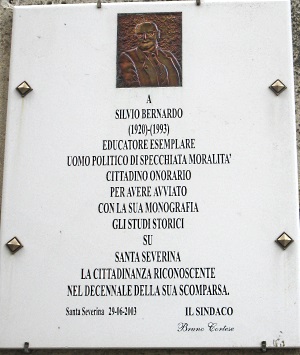 A
SILVIO BERNARDO
(1920)-(1993)
EDUCATORE ESEMPLARE
UOMO POLITICO DI SPECCHIATA MORALITA'
CITTADINO ONORARIO
PER AVERE AVVIATO
CON LA SUA MONOGRAFIA
GLI STUDI STORICI
SU
SANTA SEVERINA
LA CITTADINANZA RICONOSCENTE
NEL DECENNALE DELLA SUA SCOMPARSA.
Santa Severina 29-06-2003 IL SINDACO
Bruno Cortese